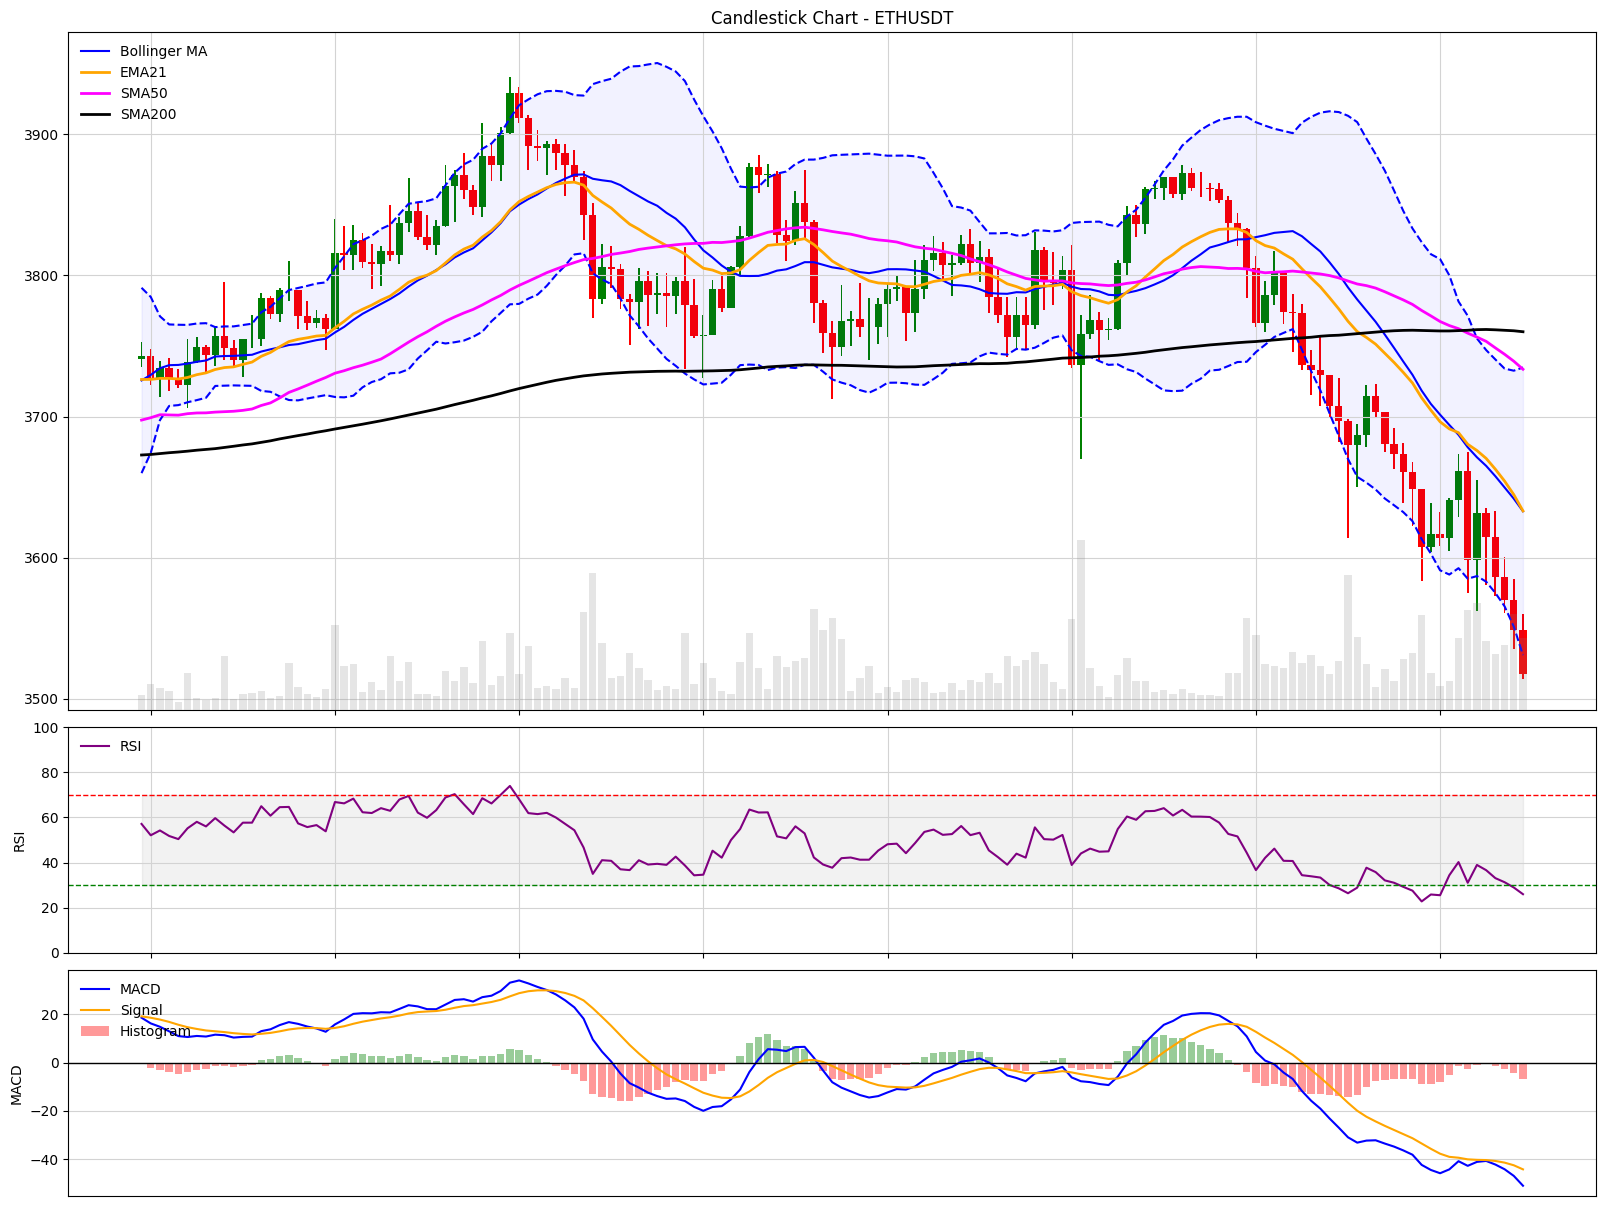 Candlestick Chart - ETHUSDT
Bollinger MA
EMA21
SMA50
SMA200
3900
3800
3700
3600
3500
RSI
100
80
60
40
20
0
RSI
MACD
Signal
Histogram
20
0
−20
−40
MACD